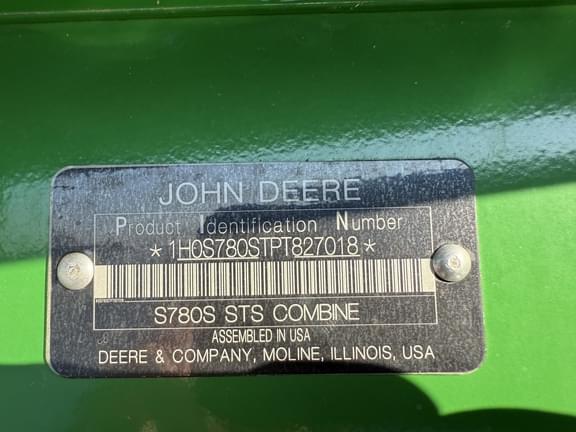 JOHN DEERE
Product Identification Number
*1H0S780STPT827018*
S780S STS COMBINE
ASSEMBLED IN USA
DEERE & COMPANY, MOLINE, ILLINOIS, USA